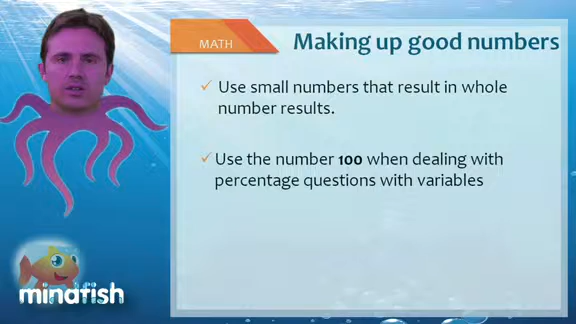 MATH
Making up good numbers
✓ Use small numbers that result in whole
number results.
✓ Use the number 100 when dealing with
percentage questions with variables
mindfish